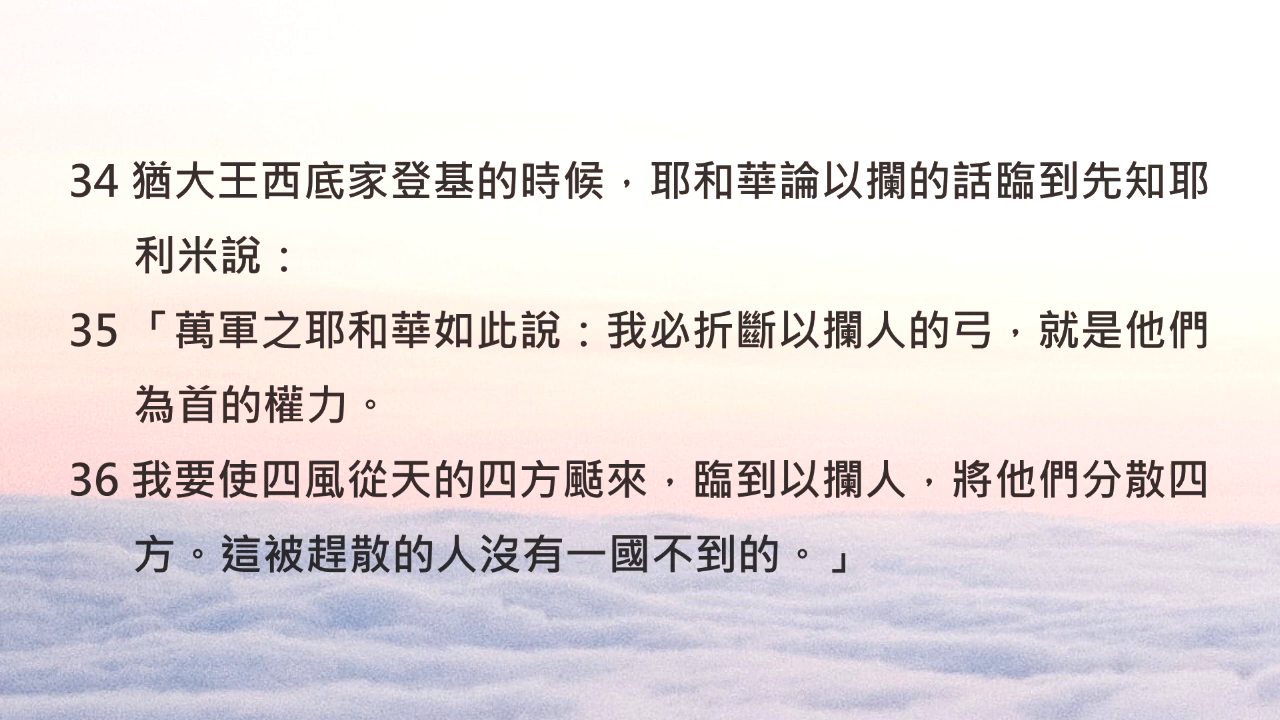 34 猶大王西底家登基的時候，耶和華論以攔的話臨到先知耶
利米說：
35 「萬軍之耶和華如此說：我必折斷以攔人的弓，就是他們
為首的權力。
36 我要使四風從天的四方颳來，臨到以攔人，將他們分散四
方。這被趕散的人沒有一國不到的。」